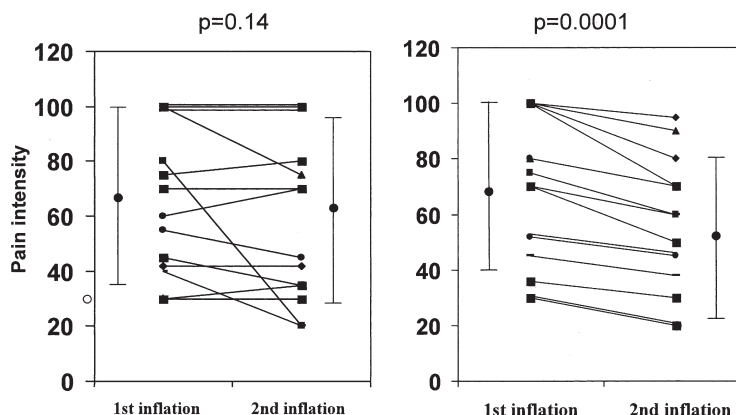 p=0.14
p=0.0001
Pain intensity
120
100
80
60
40
20
0
1st inflation
2nd inflation
120
100
80
60
40
20
0
1st inflation
2nd inflation